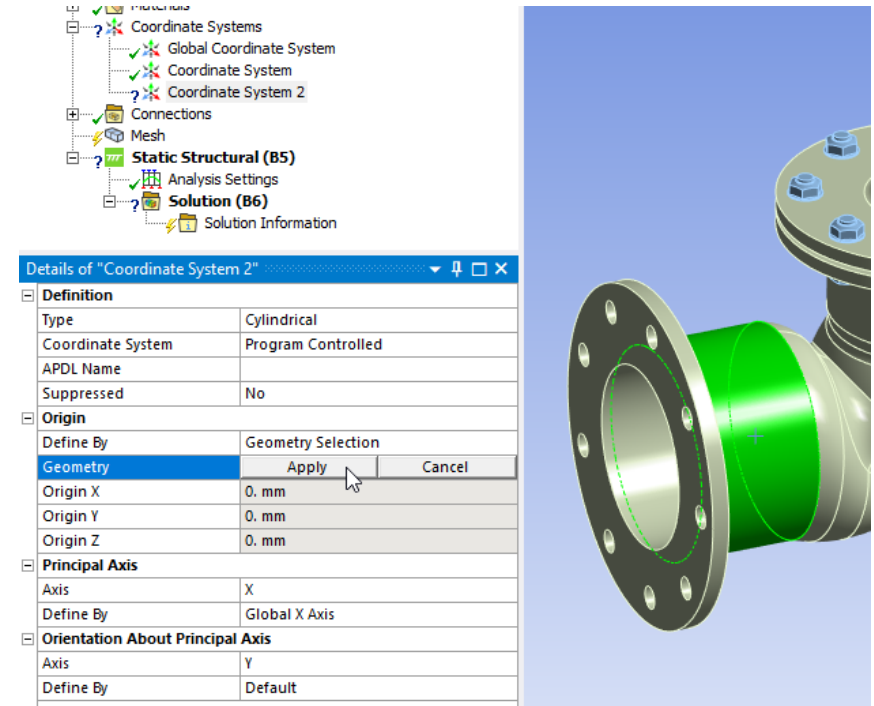 Materials
Coordinate Systems
Global Coordinate System
Coordinate System
Coordinate System 2
Connections
Mesh
Static Structural (B5)
Analysis Settings
Solution (B6)
Solution Information
Details of "Coordinate System 2"
Definition
Type Cylindrical
Coordinate System Program Controlled
APDL Name
Suppressed No
Origin
Define By Geometry Selection
Geometry Apply Cancel
Origin X 0. mm
Origin Y 0. mm
Origin Z 0. mm
Principal Axis
Axis X
Define By Global X Axis
Orientation About Principal Axis
Axis Y
Define By Default